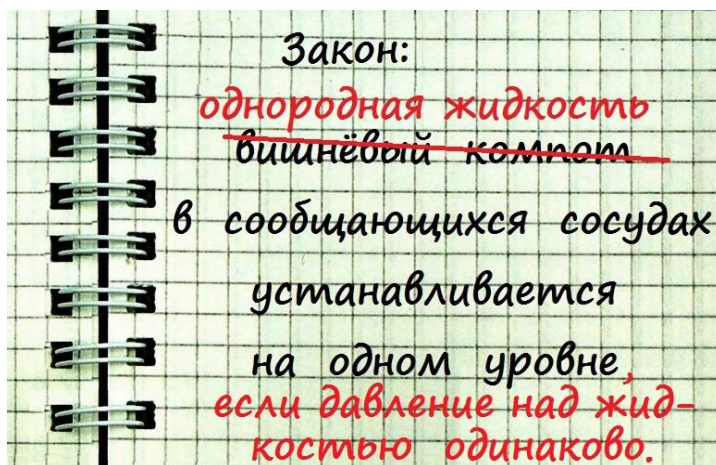 Закон:
однородная жидкость
вишнёвый компот
в сообщающихся сосудах
устанавливается
на одном уровне,
если давление над жид-
костью одинаково.